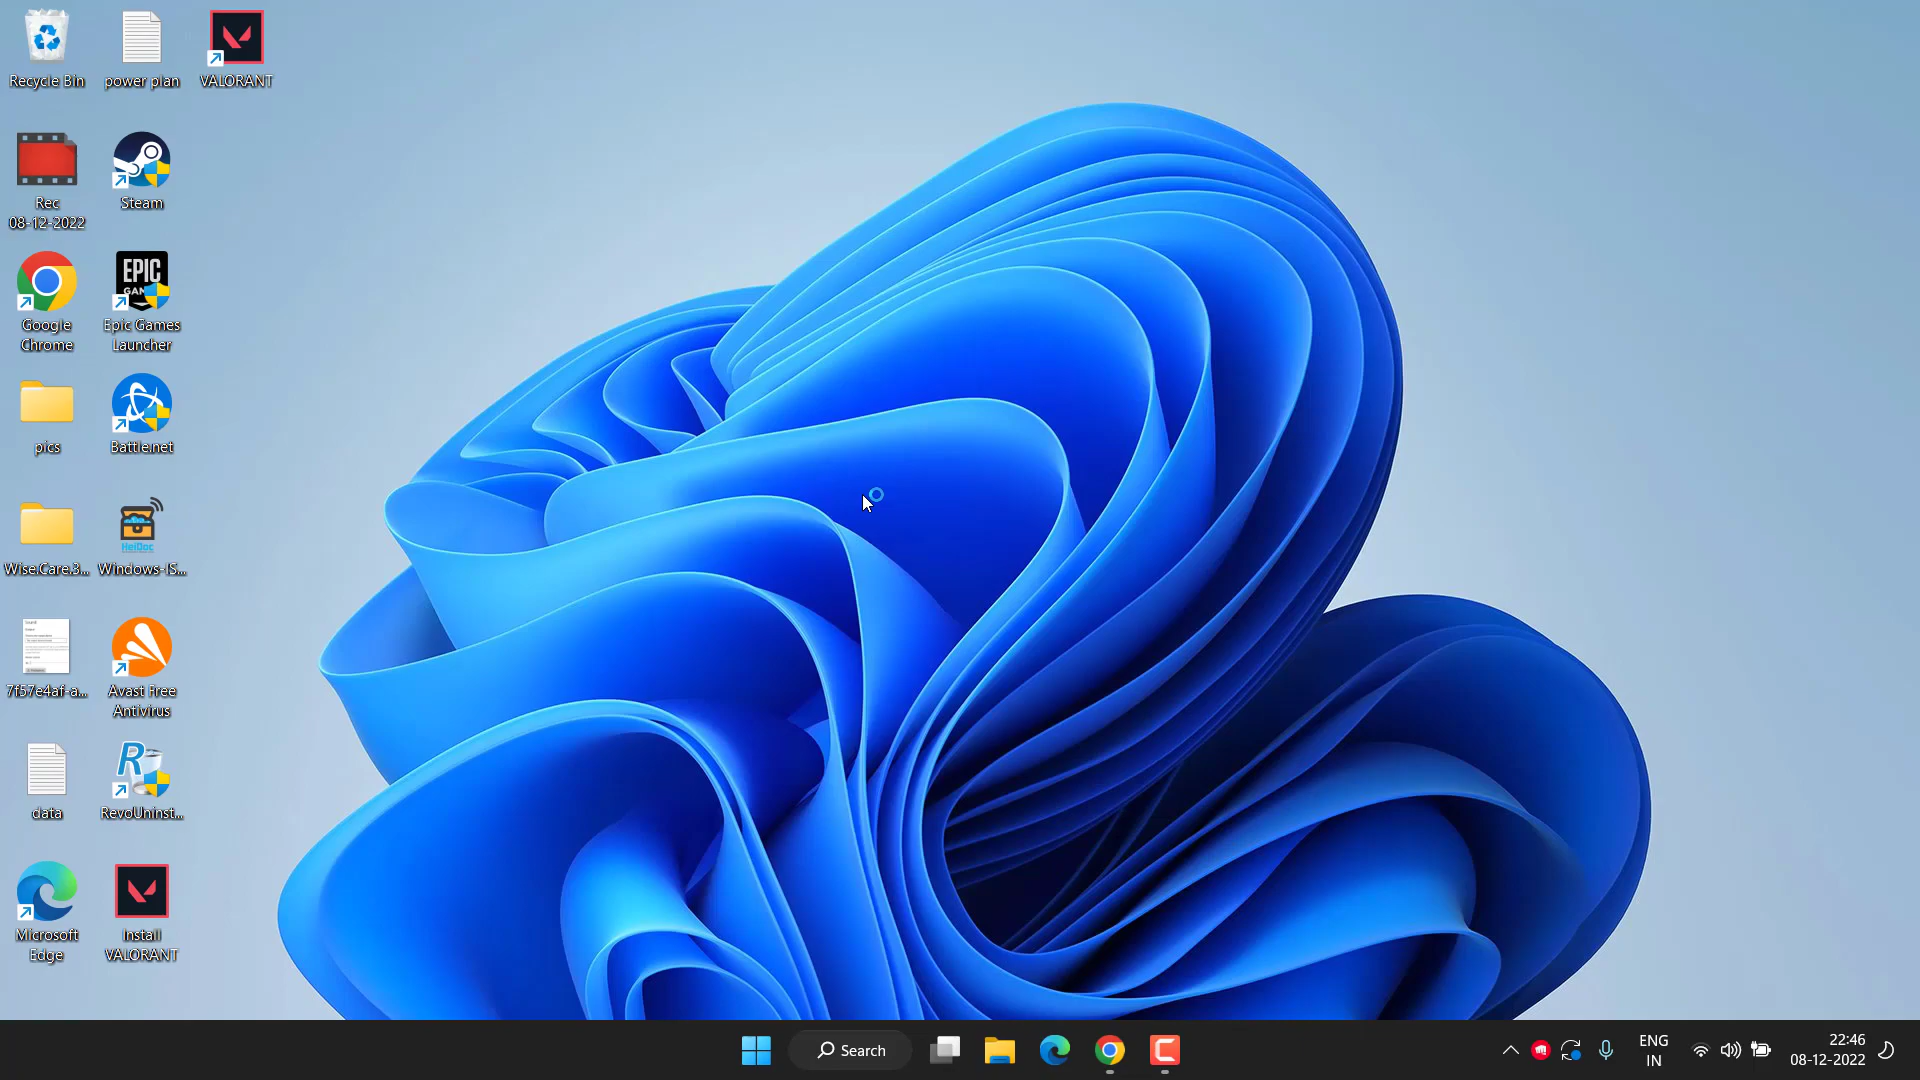 Recycle Bin
power plan
VALORANT
Rec
08-12-2022
Steam
Google
Chrome
EPIC
GAM
Epic Games
Launcher
pics
Battle.net
Wise.Care.3...
HeiDoc
Windows-IS...
7f57e4af-a...
Avast Free
Antivirus
data
R
RevoUninst...
Microsoft
Edge
Install
VALORANT
Search
ENG
IN
22:46
08-12-2022